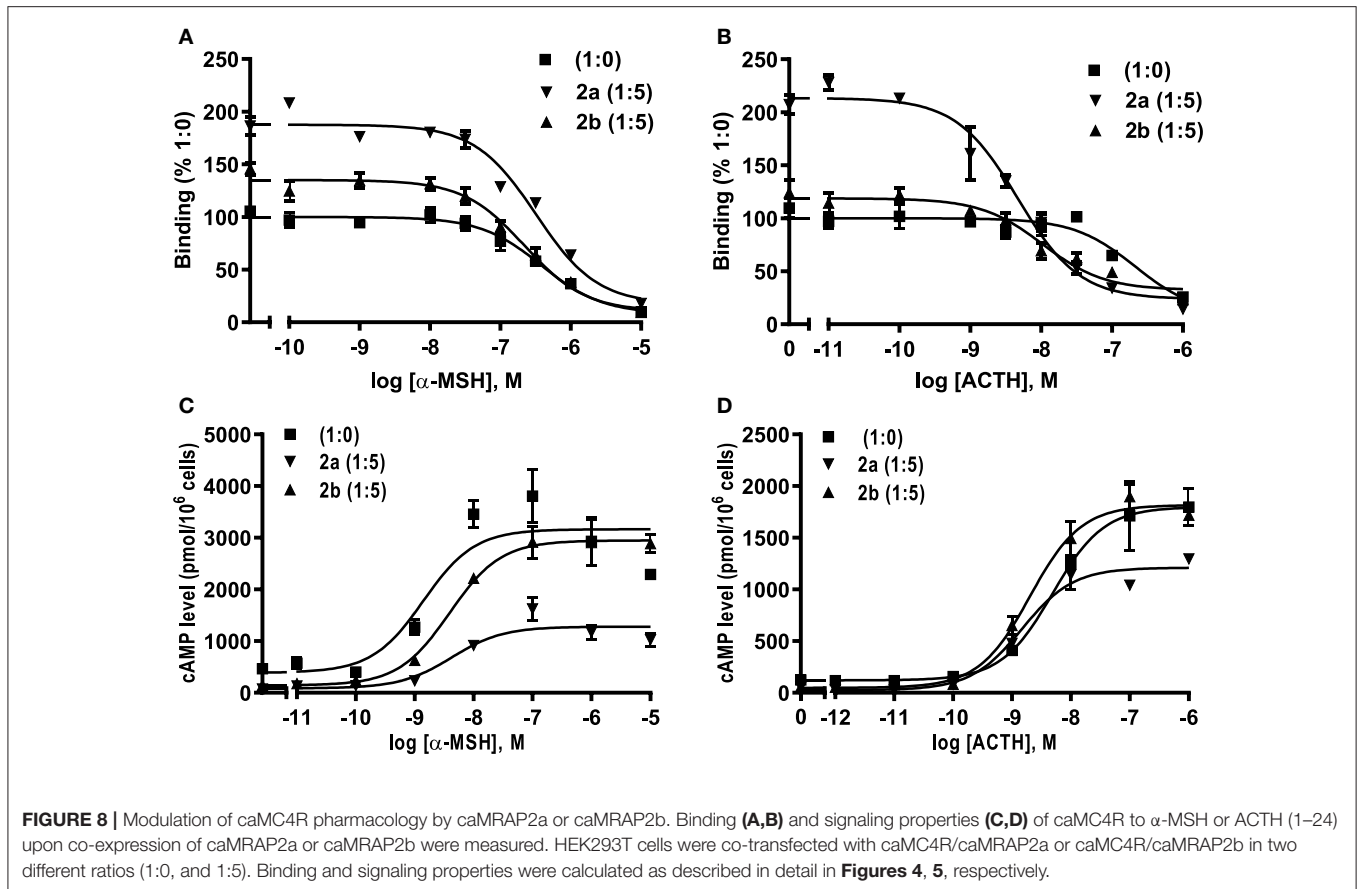 A
250
200
150
100
50
0
Binding (% 1:0)
(1:0)
2a (1:5)
2b (1:5)
-10 -9 -8 -7 -6 -5
log [α-MSH], M
B
250
200
150
100
50
0
Binding (% 1:0)
(1:0)
2a (1:5)
2b (1:5)
0 -11 -10 -9 -8 -7 -6
log [ACTH], M
C
5000
4000
3000
2000
1000
0
cAMP level (pmol/10⁶ cells)
(1:0)
2a (1:5)
2b (1:5)
-11 -10 -9 -8 -7 -6 -5
log [α-MSH], M
D
2500
2000
1500
1000
500
0
cAMP level (pmol/10⁶ cells)
(1:0)
2a (1:5)
2b (1:5)
0 -12 -11 -10 -9 -8 -7 -6
log [ACTH], M
FIGURE 8 | Modulation of caMC4R pharmacology by caMRAP2a or caMRAP2b. Binding (A,B) and signaling properties (C,D) of caMC4R to α-MSH or ACTH (1–24)
upon co-expression of caMRAP2a or caMRAP2b were measured. HEK293T cells were co-transfected with caMC4R/caMRAP2a or caMC4R/caMRAP2b in two
different ratios (1:0, and 1:5). Binding and signaling properties were calculated as described in detail in Figures 4, 5, respectively.